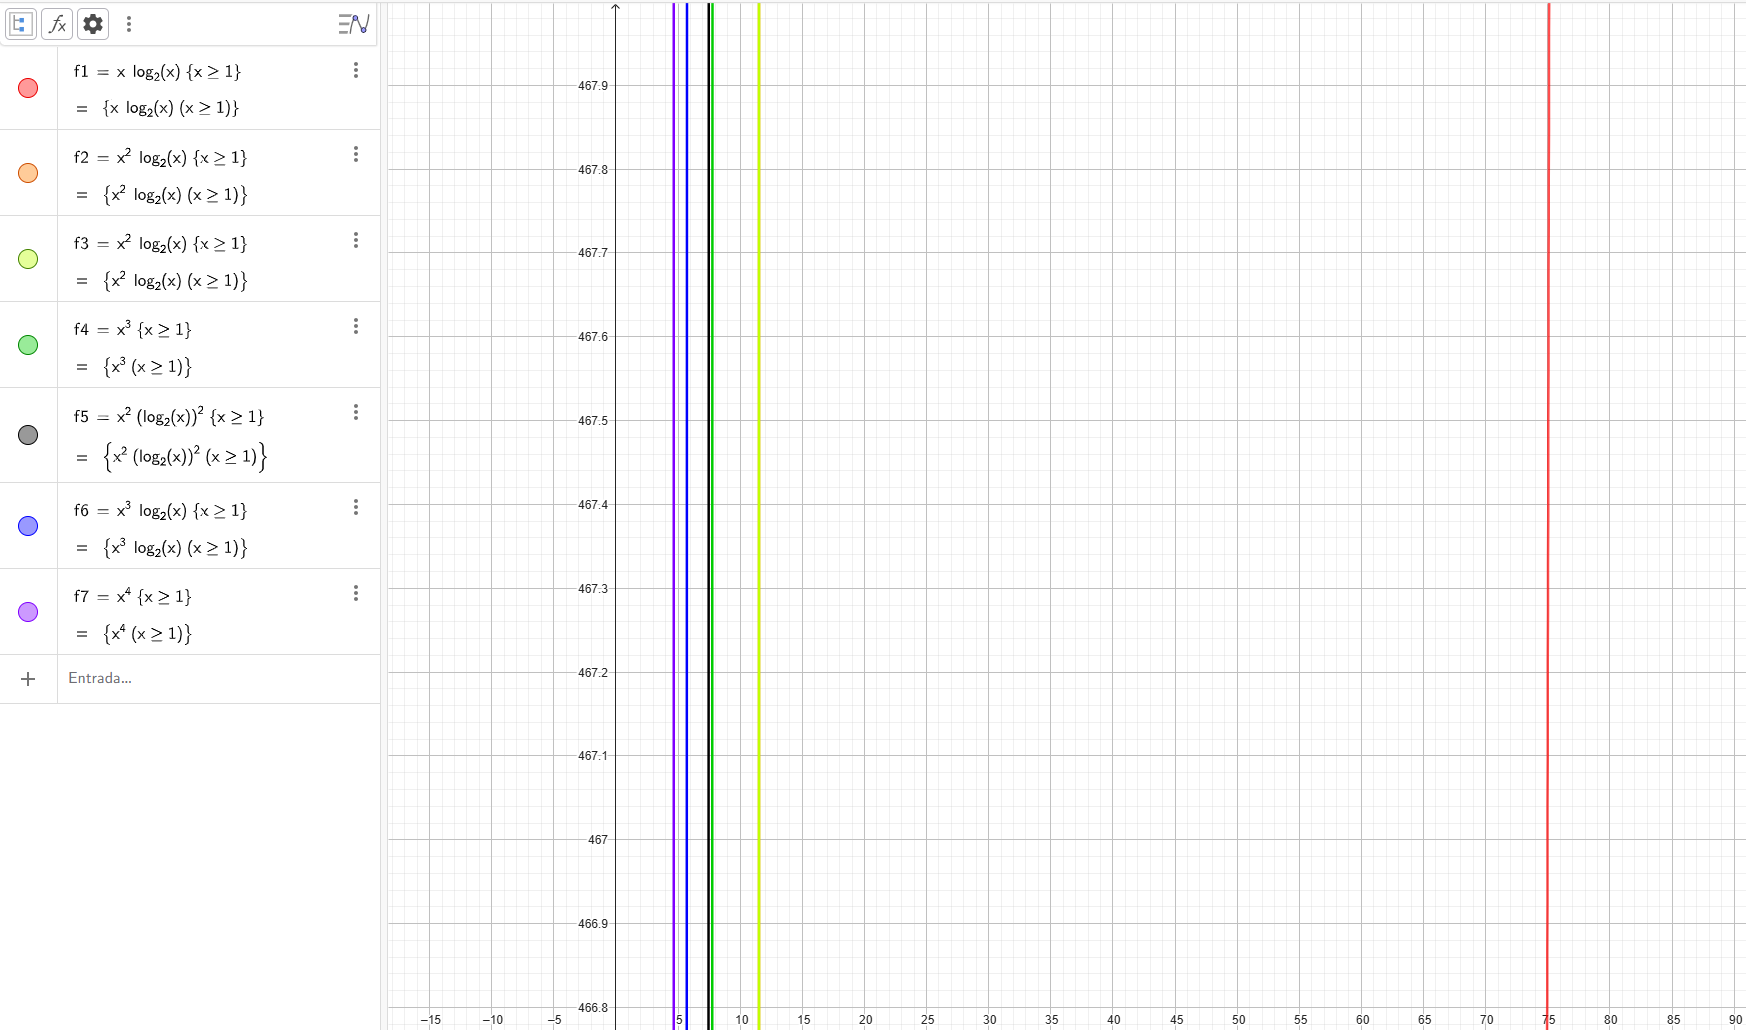 fx
f1 = x log₂(x) {x ≥ 1}
= {x log₂(x) (x ≥ 1)}
f2 = x² log₂(x) {x ≥ 1}
= {x² log₂(x) (x ≥ 1)}
f3 = x² log₂(x) {x ≥ 1}
= {x² log₂(x) (x ≥ 1)}
f4 = x³ {x ≥ 1}
= {x³ (x ≥ 1)}
f5 = x² (log₂(x))² {x ≥ 1}
= {x² (log₂(x))² (x ≥ 1)}
f6 = x³ log₂(x) {x ≥ 1}
= {x³ log₂(x) (x ≥ 1)}
f7 = x⁴ {x ≥ 1}
= {x⁴ (x ≥ 1)}
+ Entrada...
467.9
467.8
467.7
467.6
467.5
467.4
467.3
467.2
467.1
467
466.9
466.8
−15 −10 −5 5 10 15 20 25 30 35 40 45 50 55 60 65 70 75 80 85 90